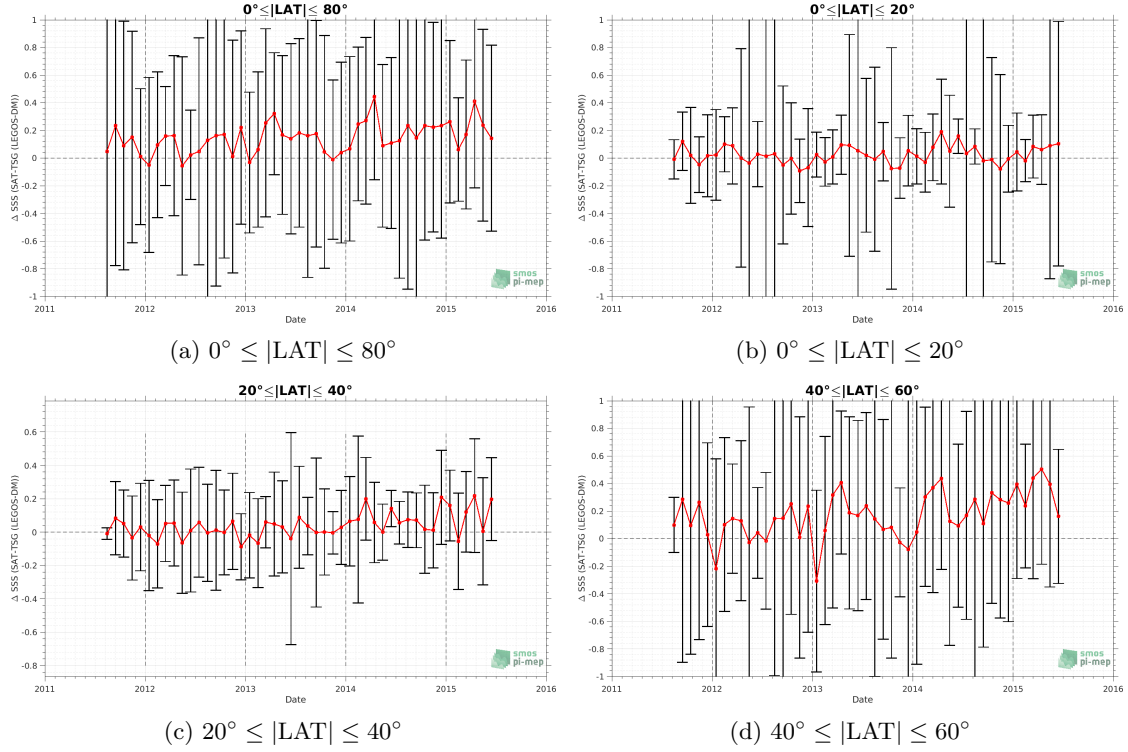 0°≤|LAT|≤ 80°
Δ SSS (SAT-TSG (LEGOS-DM))
1
0.8
0.6
0.4
0.2
0
-0.2
-0.4
-0.6
-0.8
-1
2011 2012 2013 2014 2015 2016
Date
smos
pi-mep
(a) 0° ≤ |LAT| ≤ 80°
0°≤|LAT|≤ 20°
Δ SSS (SAT-TSG (LEGOS-DM))
1
0.8
0.6
0.4
0.2
0
-0.2
-0.4
-0.6
-0.8
-1
2011 2012 2013 2014 2015 2016
Date
smos
pi-mep
(b) 0° ≤ |LAT| ≤ 20°
20°≤|LAT|≤ 40°
Δ SSS (SAT-TSG (LEGOS-DM))
0.6
0.4
0.2
0
-0.2
-0.4
-0.6
-0.8
2011 2012 2013 2014 2015 2016
Date
smos
pi-mep
(c) 20° ≤ |LAT| ≤ 40°
40°≤|LAT|≤ 60°
Δ SSS (SAT-TSG (LEGOS-DM))
1
0.8
0.6
0.4
0.2
0
-0.2
-0.4
-0.6
-0.8
-1
2011 2012 2013 2014 2015 2016
Date
smos
pi-mep
(d) 40° ≤ |LAT| ≤ 60°